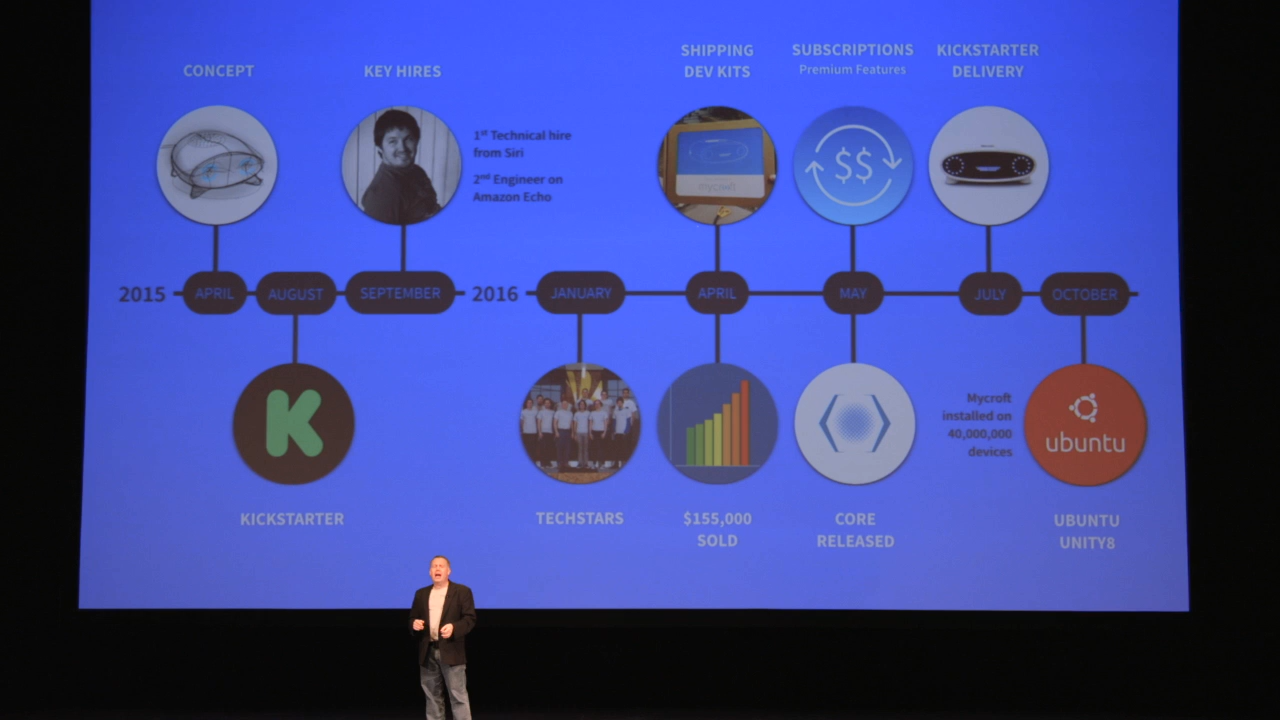 CONCEPT
KEY HIRES
SHIPPING
DEV KITS
SUBSCRIPTIONS
Premium Features
KICKSTARTER
DELIVERY
1st Technical hire
from Siri
2nd Engineer on
Amazon Echo
mycroft
$$
2015
APRIL
AUGUST
SEPTEMBER
2016
JANUARY
APRIL
MAY
JULY
OCTOBER
K
Mycroft
installed on
40,000,000
devices
ubuntu
KICKSTARTER
TECHSTARS
$155,000
SOLD
CORE
RELEASED
UBUNTU
UNITY8